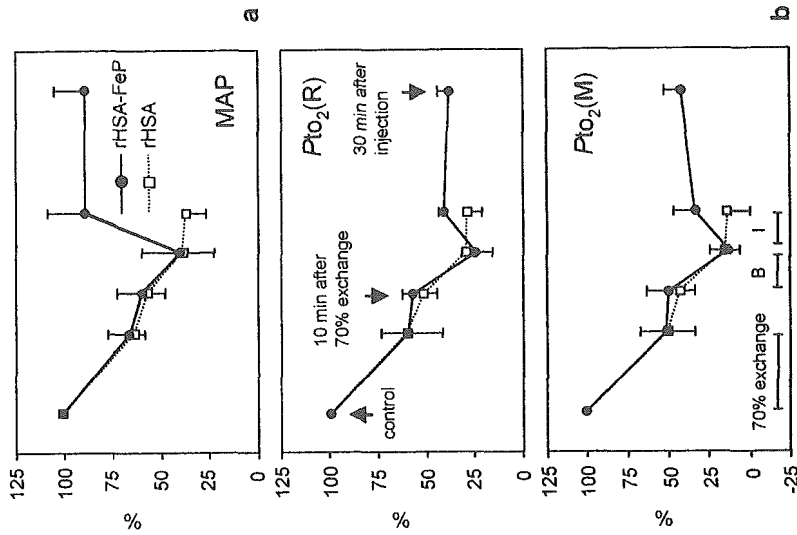 a
125
100
75
50
25
0
%
rHSA-FeP
rHSA
MAP
125
100
75
50
25
0
%
Pto₂(R)
control
10 min after
70% exchange
30 min after
injection
b
125
100
75
50
25
0
-25
%
Pto₂(M)
70% exchange
B
I